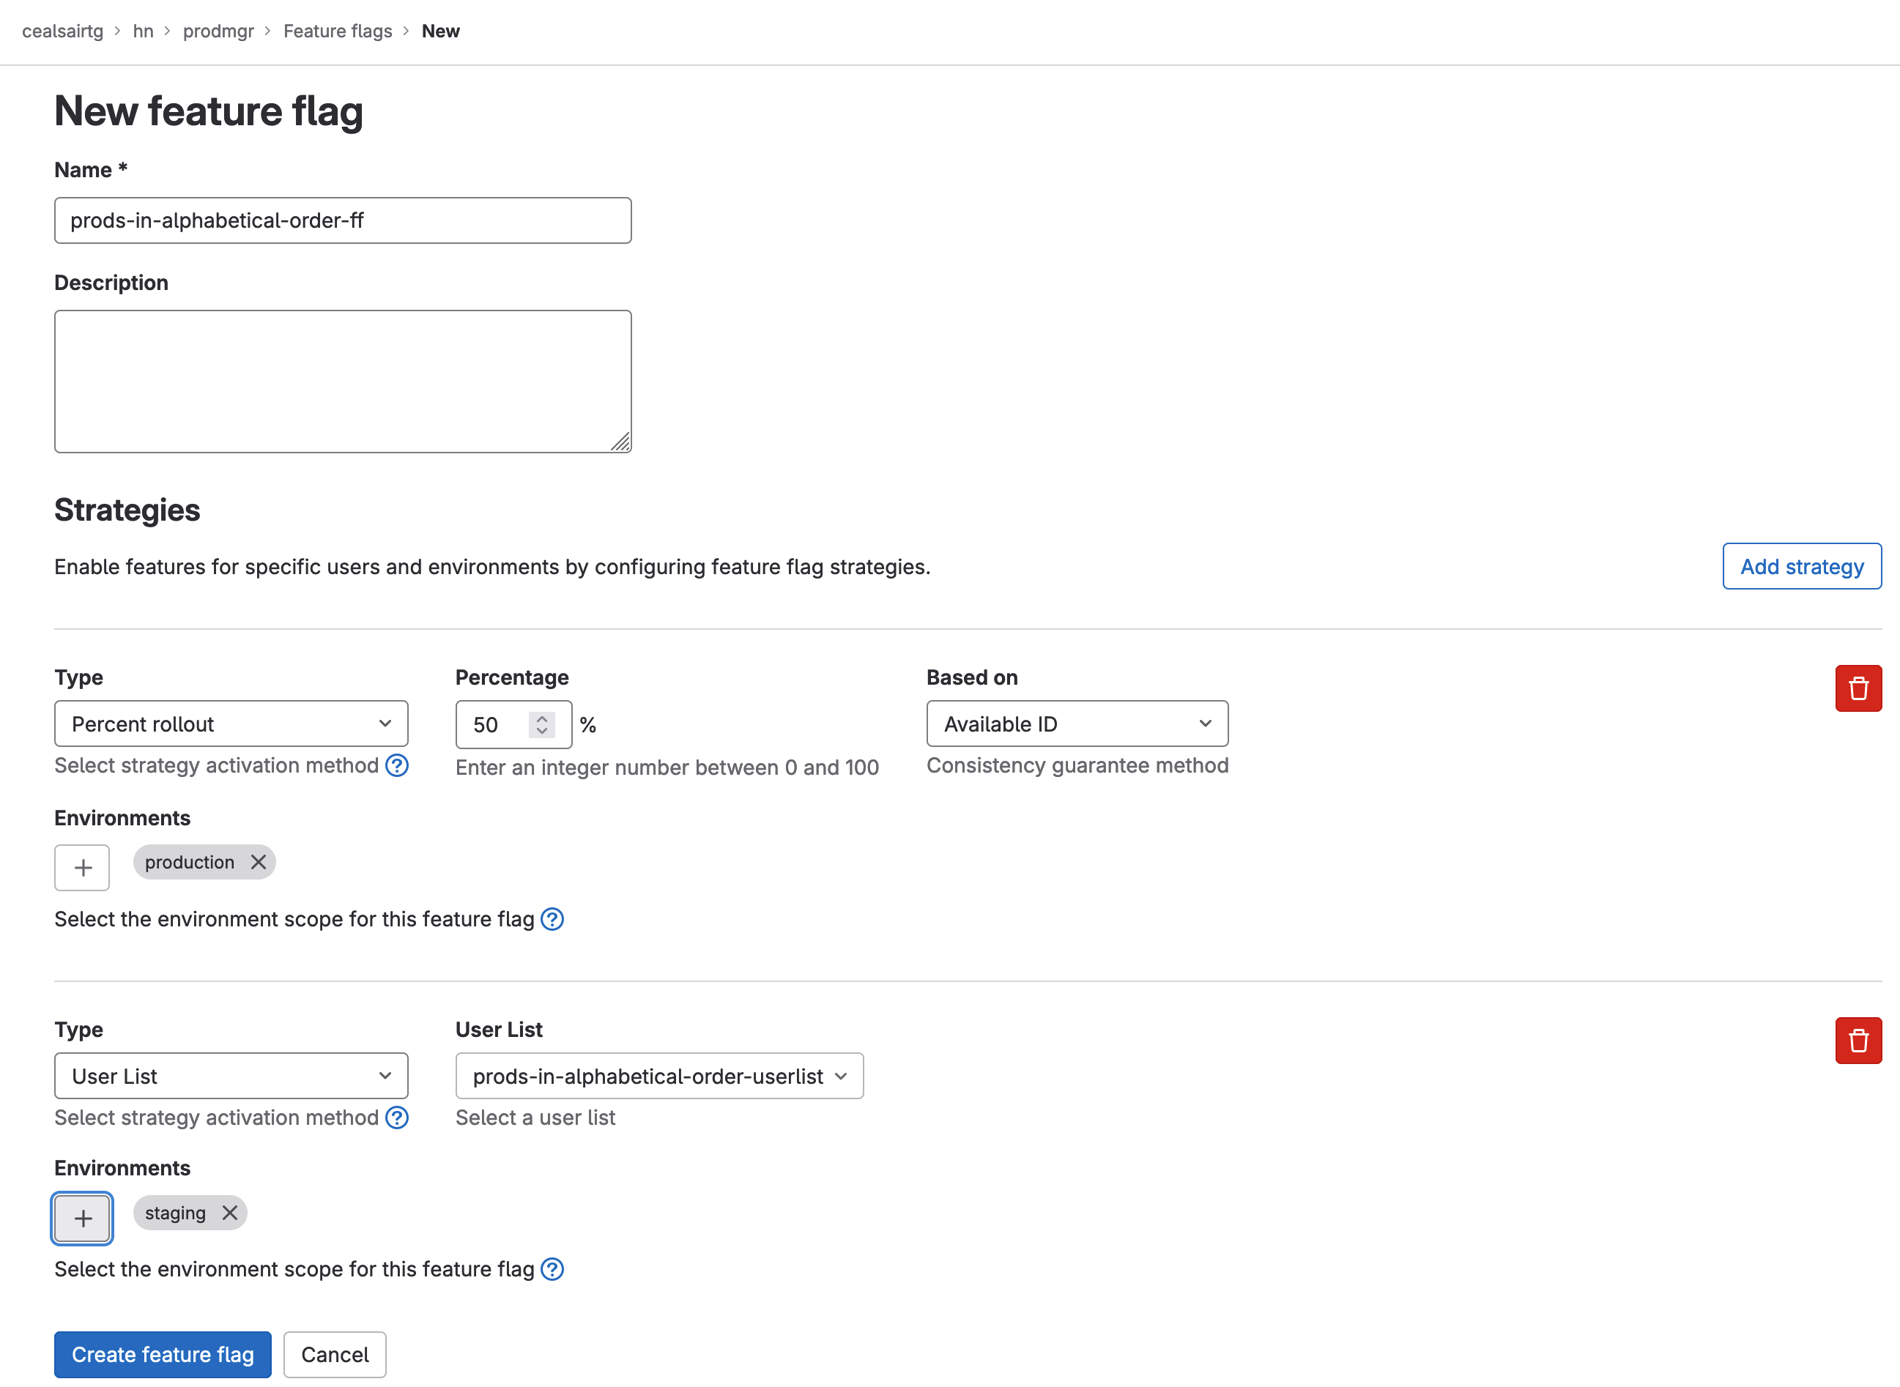 cealsairtg > hn > prodmgr > Feature flags > New
New feature flag
Name *
prods-in-alphabetical-order-ff
Description
Strategies
Enable features for specific users and environments by configuring feature flag strategies.
Add strategy
Type
Percentage
Based on
Percent rollout
50 %
Available ID
Select strategy activation method
Enter an integer number between 0 and 100
Consistency guarantee method
Environments
production
Select the environment scope for this feature flag
Type
User List
User List
prods-in-alphabetical-order-userlist
Select strategy activation method
Select a user list
Environments
staging
Select the environment scope for this feature flag
Create feature flag
Cancel